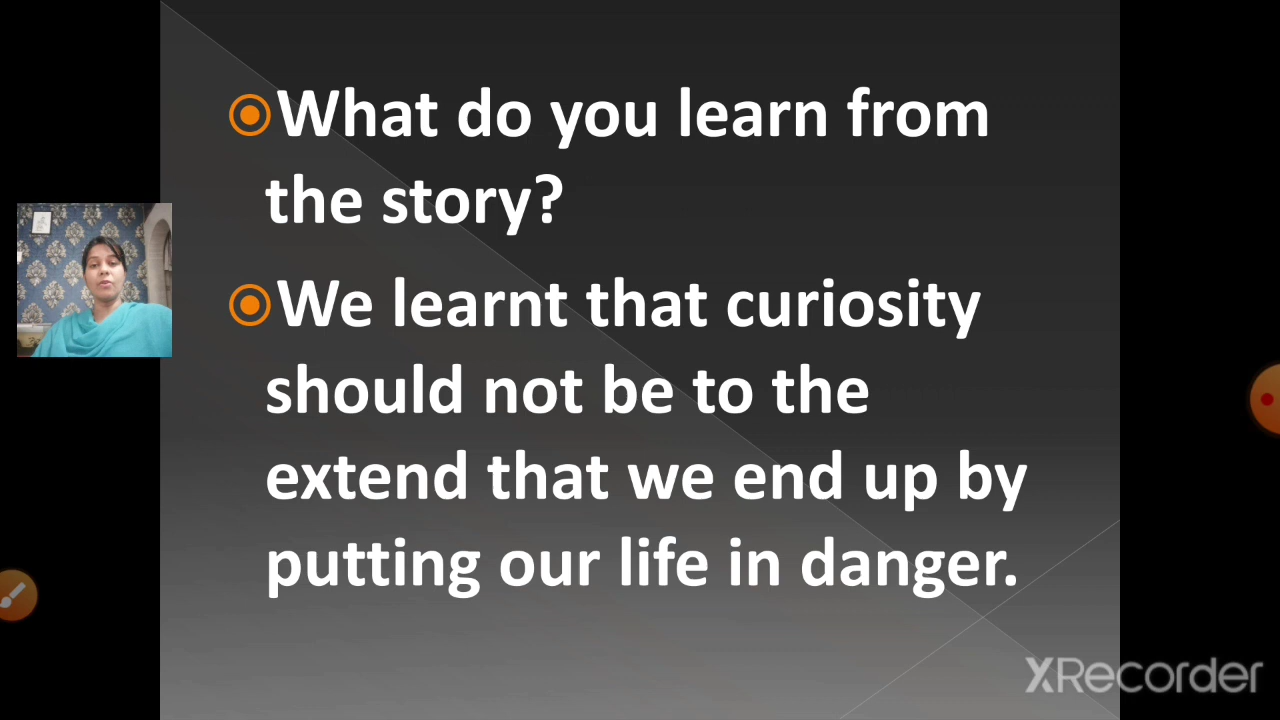 What do you learn from
the story?
We learnt that curiosity
should not be to the
extend that we end up by
putting our life in danger.
XRecorder